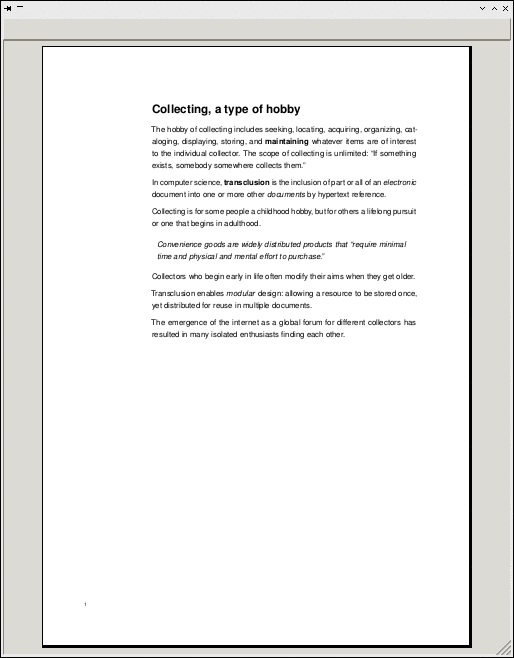 Collecting, a type of hobby
The hobby of collecting includes seeking, locating, acquiring, organizing, cat-
aloging, displaying, storing, and maintaining whatever items are of interest
to the individual collector. The scope of collecting is unlimited: “If something
exists, somebody somewhere collects them.”
In computer science, transclusion is the inclusion of part or all of an electronic
document into one or more other documents by hypertext reference.
Collecting is for some people a childhood hobby, but for others a lifelong pursuit
or one that begins in adulthood.
Convenience goods are widely distributed products that “require minimal
time and physical and mental effort to purchase.”
Collectors who begin early in life often modify their aims when they get older.
Transclusion enables modular design: allowing a resource to be stored once,
yet distributed for reuse in multiple documents.
The emergence of the internet as a global forum for different collectors has
resulted in many isolated enthusiasts finding each other.
1